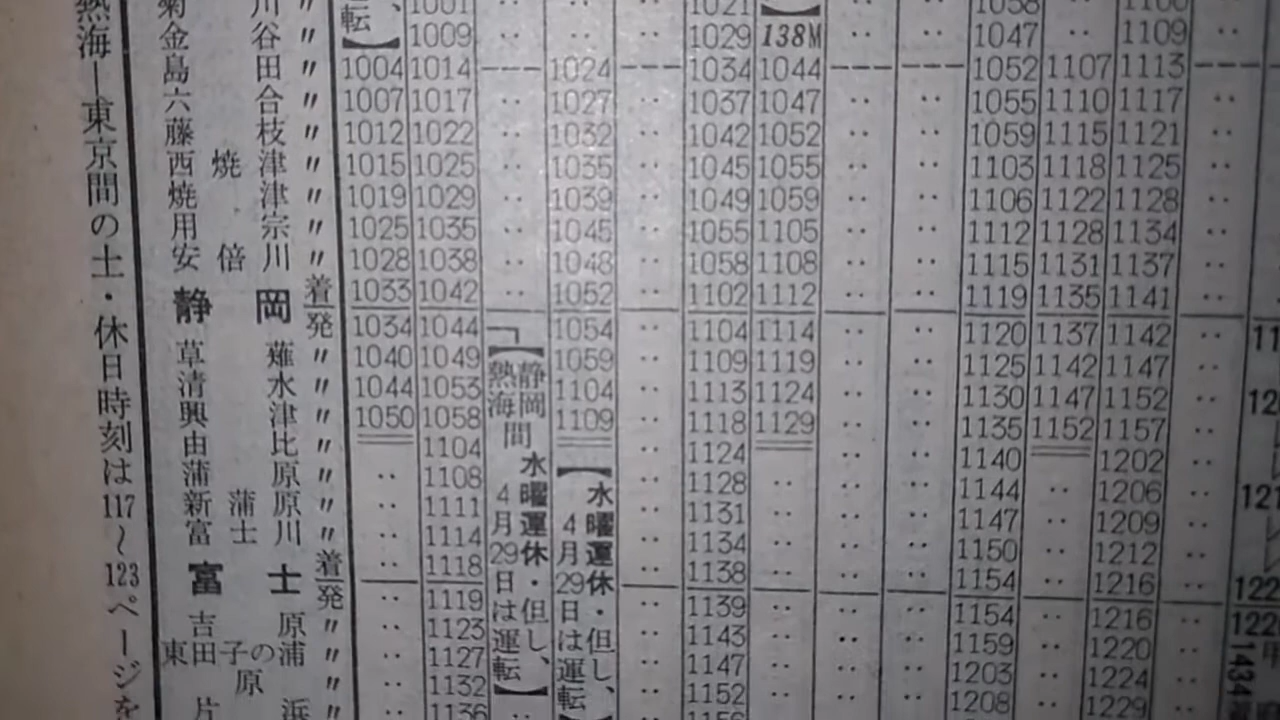 熱海―東京間の土・休日時刻は117〜123ページを
転】 1009 ‥ ‥ ‥ 1029 138M ‥ ‥ 1047 ‥ 1109 ‥
金谷 〃
島田 〃 1004 1014 1024 1034 1044 1052 1107 1113
六合 〃 1007 1017 ‥ 1027 ‥ 1037 1047 ‥ ‥ 1055 1110 1117 ‥
藤枝 〃 1012 1022 ‥ 1032 ‥ 1042 1052 ‥ ‥ 1059 1115 1121 ‥
西焼津 〃 1015 1025 ‥ 1035 ‥ 1045 1055 ‥ ‥ 1103 1118 1125 ‥
焼津 〃 1019 1029 ‥ 1039 ‥ 1049 1059 ‥ ‥ 1106 1122 1128 ‥
用宗 〃 1025 1035 ‥ 1045 ‥ 1055 1105 ‥ ‥ 1112 1128 1134 ‥
安倍川 〃 1028 1038 ‥ 1048 ‥ 1058 1108 ‥ ‥ 1115 1131 1137 ‥
静岡 着 1033 1042 ‥ 1052 ‥ 1102 1112 ‥ ‥ 1119 1135 1141 ‥
発 1034 1044 1054 ‥ 1104 1114 ‥ ‥ 1120 1137 1142 ‥
草薙 〃 1040 1049 1059 ‥ 1109 1119 ‥ ‥ 1125 1142 1147 ‥
清水 〃 1044 1053 1104 ‥ 1113 1124 ‥ ‥ 1130 1147 1152 ‥
興津 〃 1050 1058 1109 ‥ 1118 1129 ‥ ‥ 1135 1152 1157 ‥
由比 〃 1104 ‥ 1124 ‥ ‥ 1140 1202 ‥
蒲原 〃 ‥ 1108 ‥ 1128 ‥ ‥ ‥ 1144 ‥ 1206 ‥
新蒲原 〃 ‥ 1111 ‥ 1131 ‥ ‥ ‥ 1147 ‥ 1209 ‥
富士川 〃 ‥ 1114 ‥ 1134 ‥ ‥ ‥ 1150 ‥ 1212 ‥
富士 着 ‥ 1118 ‥ 1138 ‥ ‥ ‥ 1154 ‥ 1216 ‥
発 ‥ 1119 ‥ 1139 ‥ ‥ ‥ 1154 ‥ 1216 ‥
吉原 〃 ‥ 1123 ‥ 1143 ‥ ‥ ‥ 1159 ‥ 1220 ‥
東田子の浦 〃 ‥ 1127 ‥ 1147 ‥ ‥ ‥ 1203 ‥ 1224 ‥
原 〃 ‥ 1132 ‥ 1152 ‥ ‥ ‥ 1208 ‥ 1229 ‥
片浜 〃
【静岡熱海間 水曜運休・但し、4月29日は運転】
【水曜運休・但し、4月29日は運転】